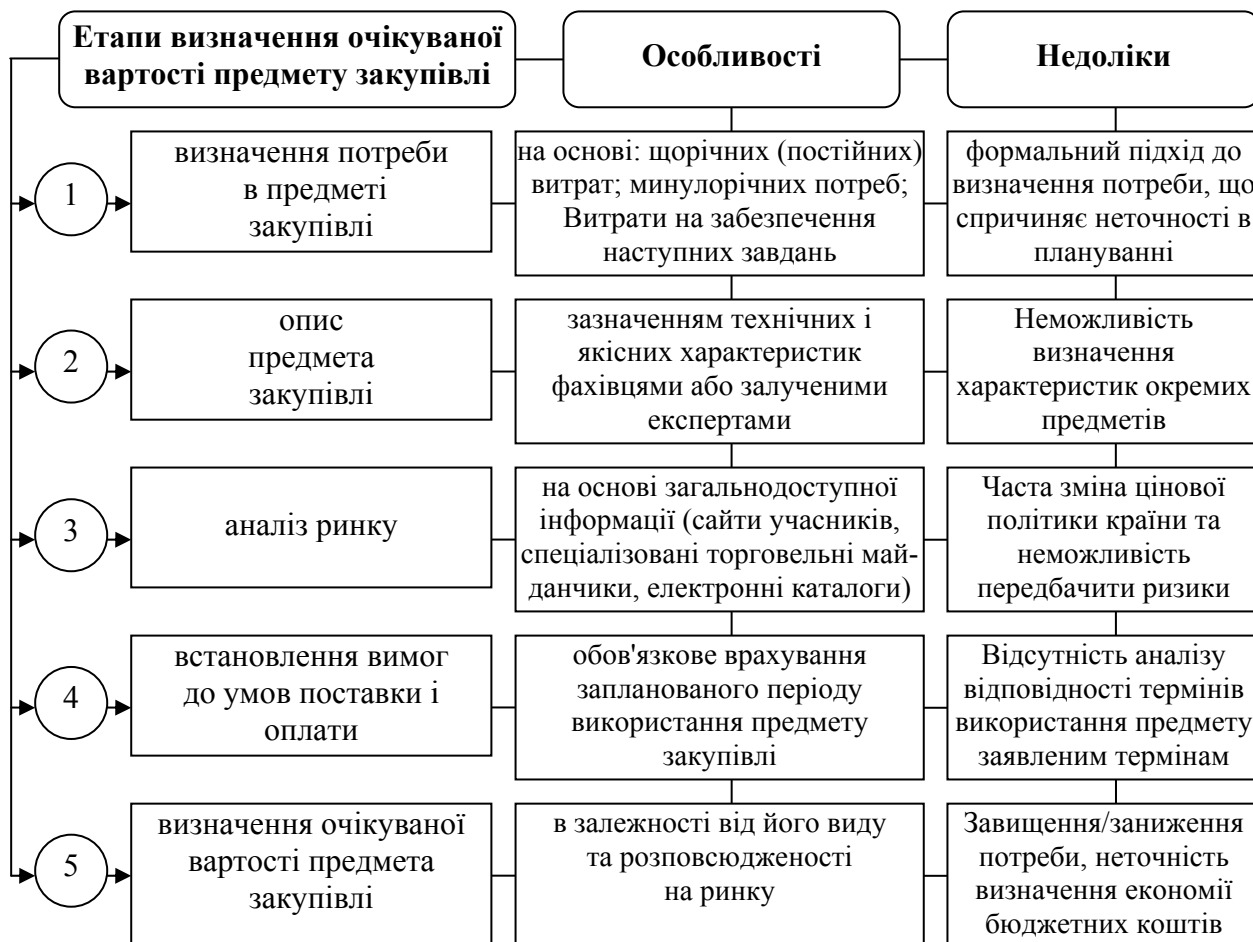 Етапи визначення очікуваної
вартості предмету закупівлі
Особливості
Недоліки
1
визначення потреби
в предметі
закупівлі
на основі: щорічних (постійних)
витрат; минулорічних потреб;
Витрати на забезпечення
наступних завдань
формальний підхід до
визначення потреби, що
спричиняє неточності в
плануванні
2
опис
предмета
закупівлі
зазначенням технічних і
якісних характеристик
фахівцями або залученими
експертами
Неможливість
визначення
характеристик окремих
предметів
3
аналіз ринку
на основі загальнодоступної
інформації (сайти учасників,
спеціалізовані торговельні май-
данчики, електронні каталоги)
Часта зміна цінової
політики країни та
неможливість
передбачити ризики
4
встановлення вимог
до умов поставки і
оплати
обов'язкове врахування
запланованого періоду
використання предмету
закупівлі
Відсутність аналізу
відповідності термінів
використання предмету
заявленим термінам
5
визначення очікуваної
вартості предмета
закупівлі
в залежності від його виду
та розповсюдженості
на ринку
Завищення/заниження
потреби, неточність
визначення економії
бюджетних коштів